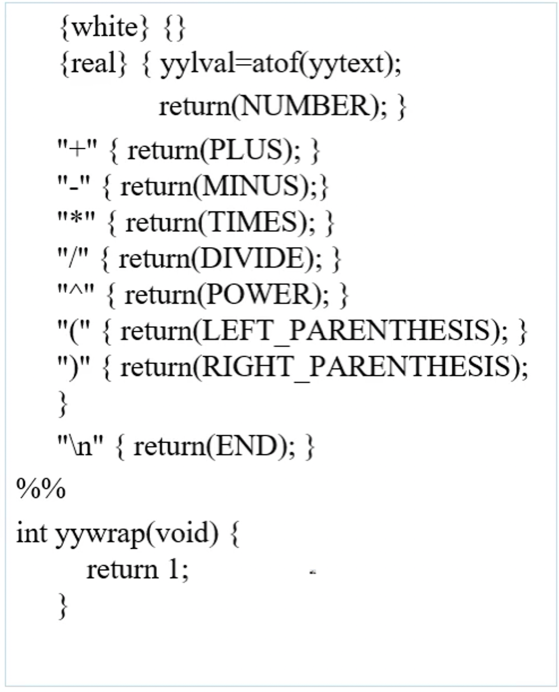 {white} {}
{real} { yylval=atof(yytext);
return(NUMBER); }
"+" { return(PLUS); }
"-" { return(MINUS);}
"*" { return(TIMES); }
"/" { return(DIVIDE); }
"^" { return(POWER); }
"(" { return(LEFT_PARENTHESIS); }
")" { return(RIGHT_PARENTHESIS);
}
"\n" { return(END); }
%%
int yywrap(void) {
return 1;
}